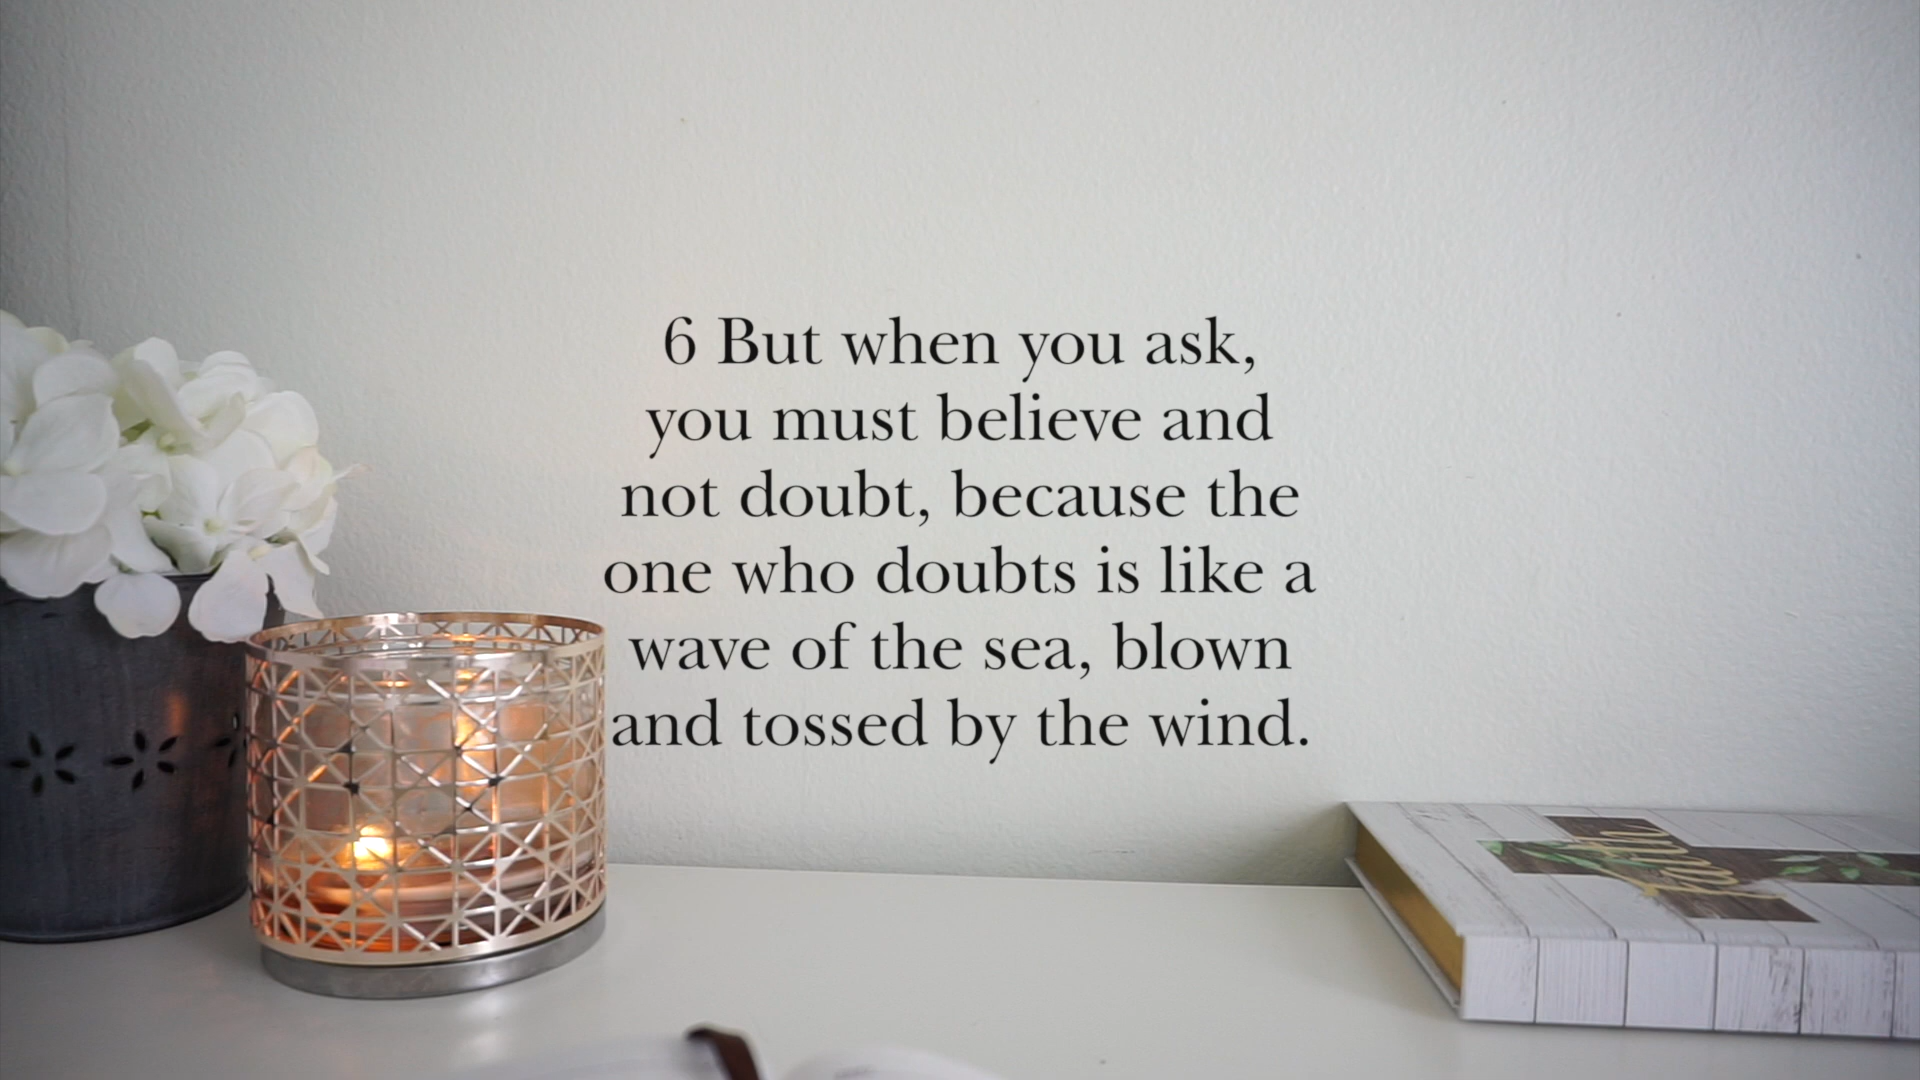 6 But when you ask,
you must believe and
not doubt, because the
one who doubts is like a
wave of the sea, blown
and tossed by the wind.
faith